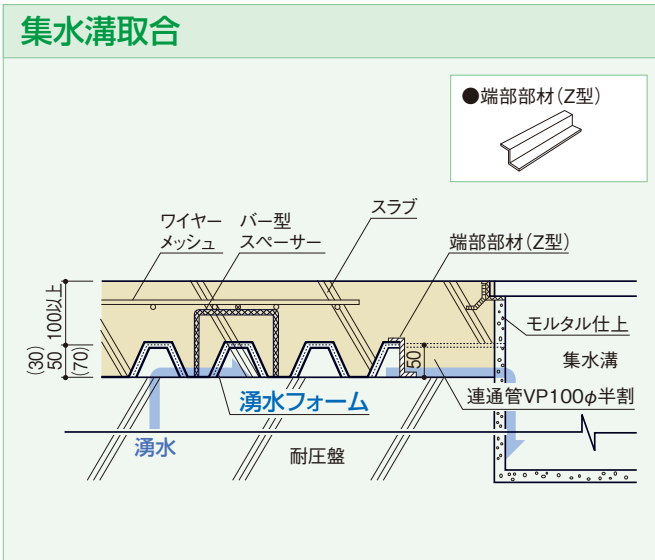 集水溝取合
●端部部材(Z型)
スラブ
ワイヤー
メッシュ
バー型
スペーサー
端部部材(Z型)
100以上
(30)
50
(70)
50
モルタル仕上
集水溝
連通管VP100φ半割
湧水フォーム
湧水
耐圧盤